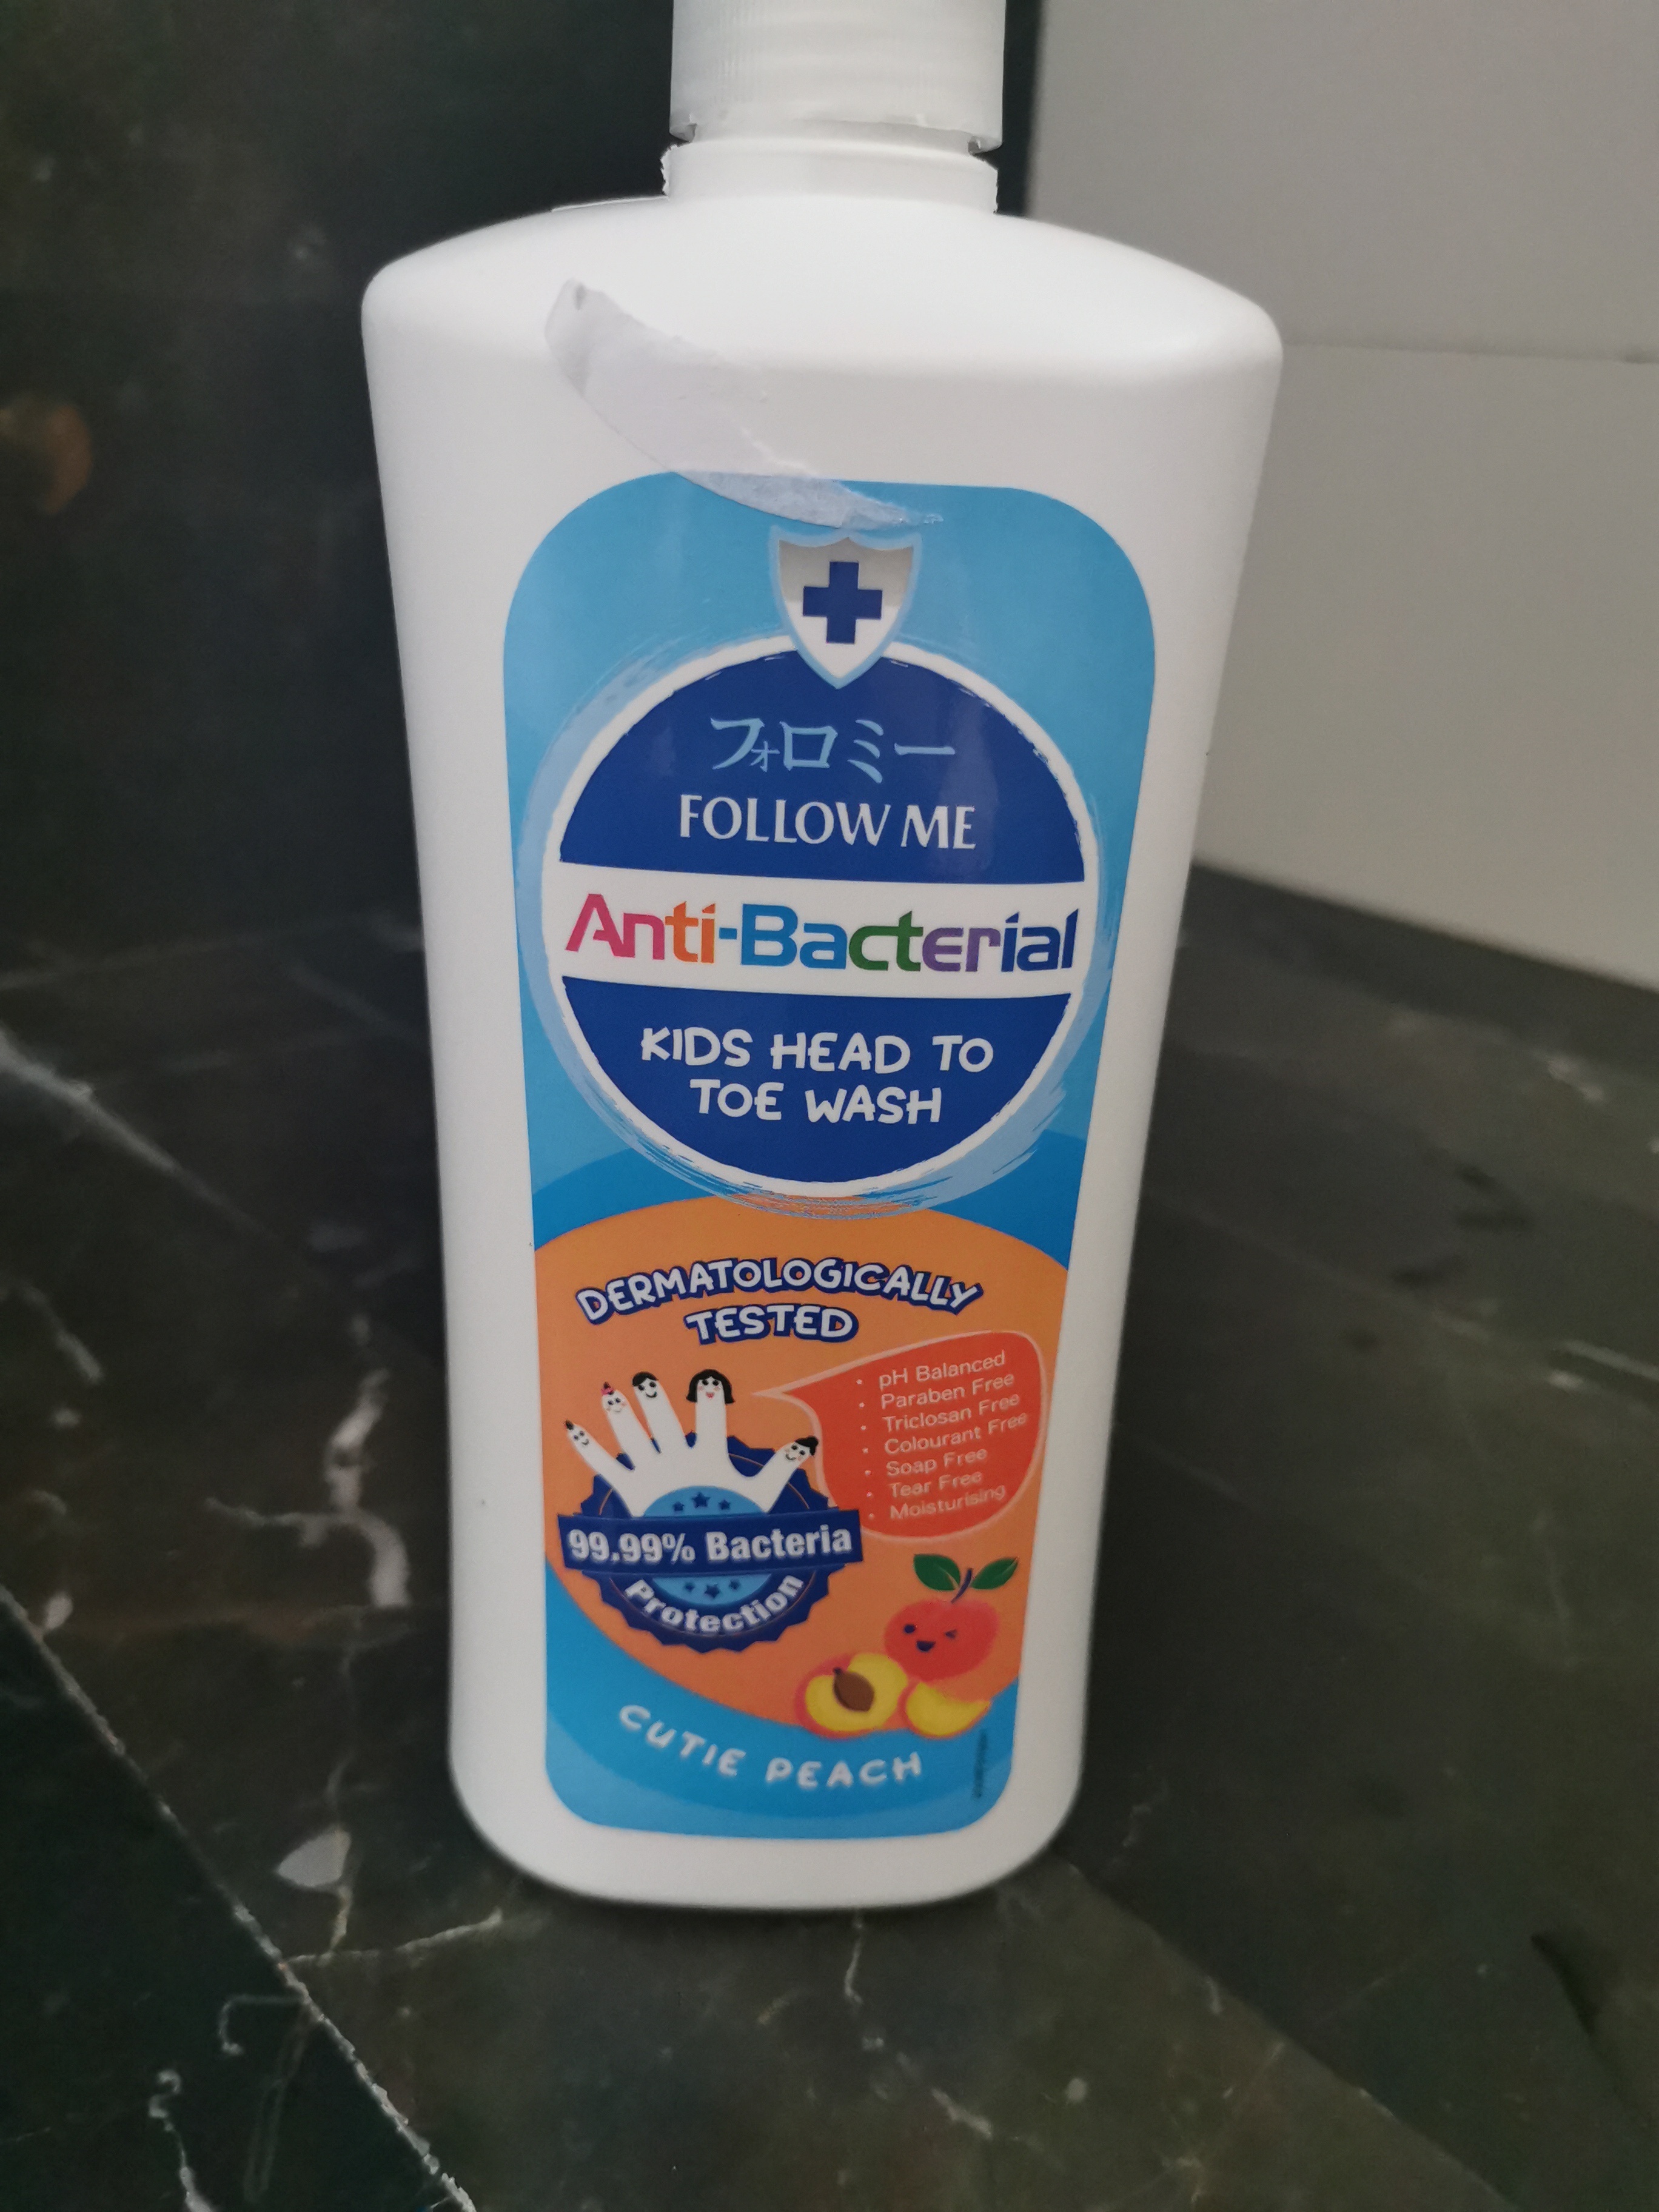 フォロミー
FOLLOW ME
Anti-Bacterial
KIDS HEAD TO
TOE WASH
DERMATOLOGICALLY
TESTED
• pH Balanced
• Paraben Free
• Triclosan Free
• Colourant Free
• Soap Free
• Tear Free
• Moisturising
99.99% Bacteria
Protection
CUTIE PEACH